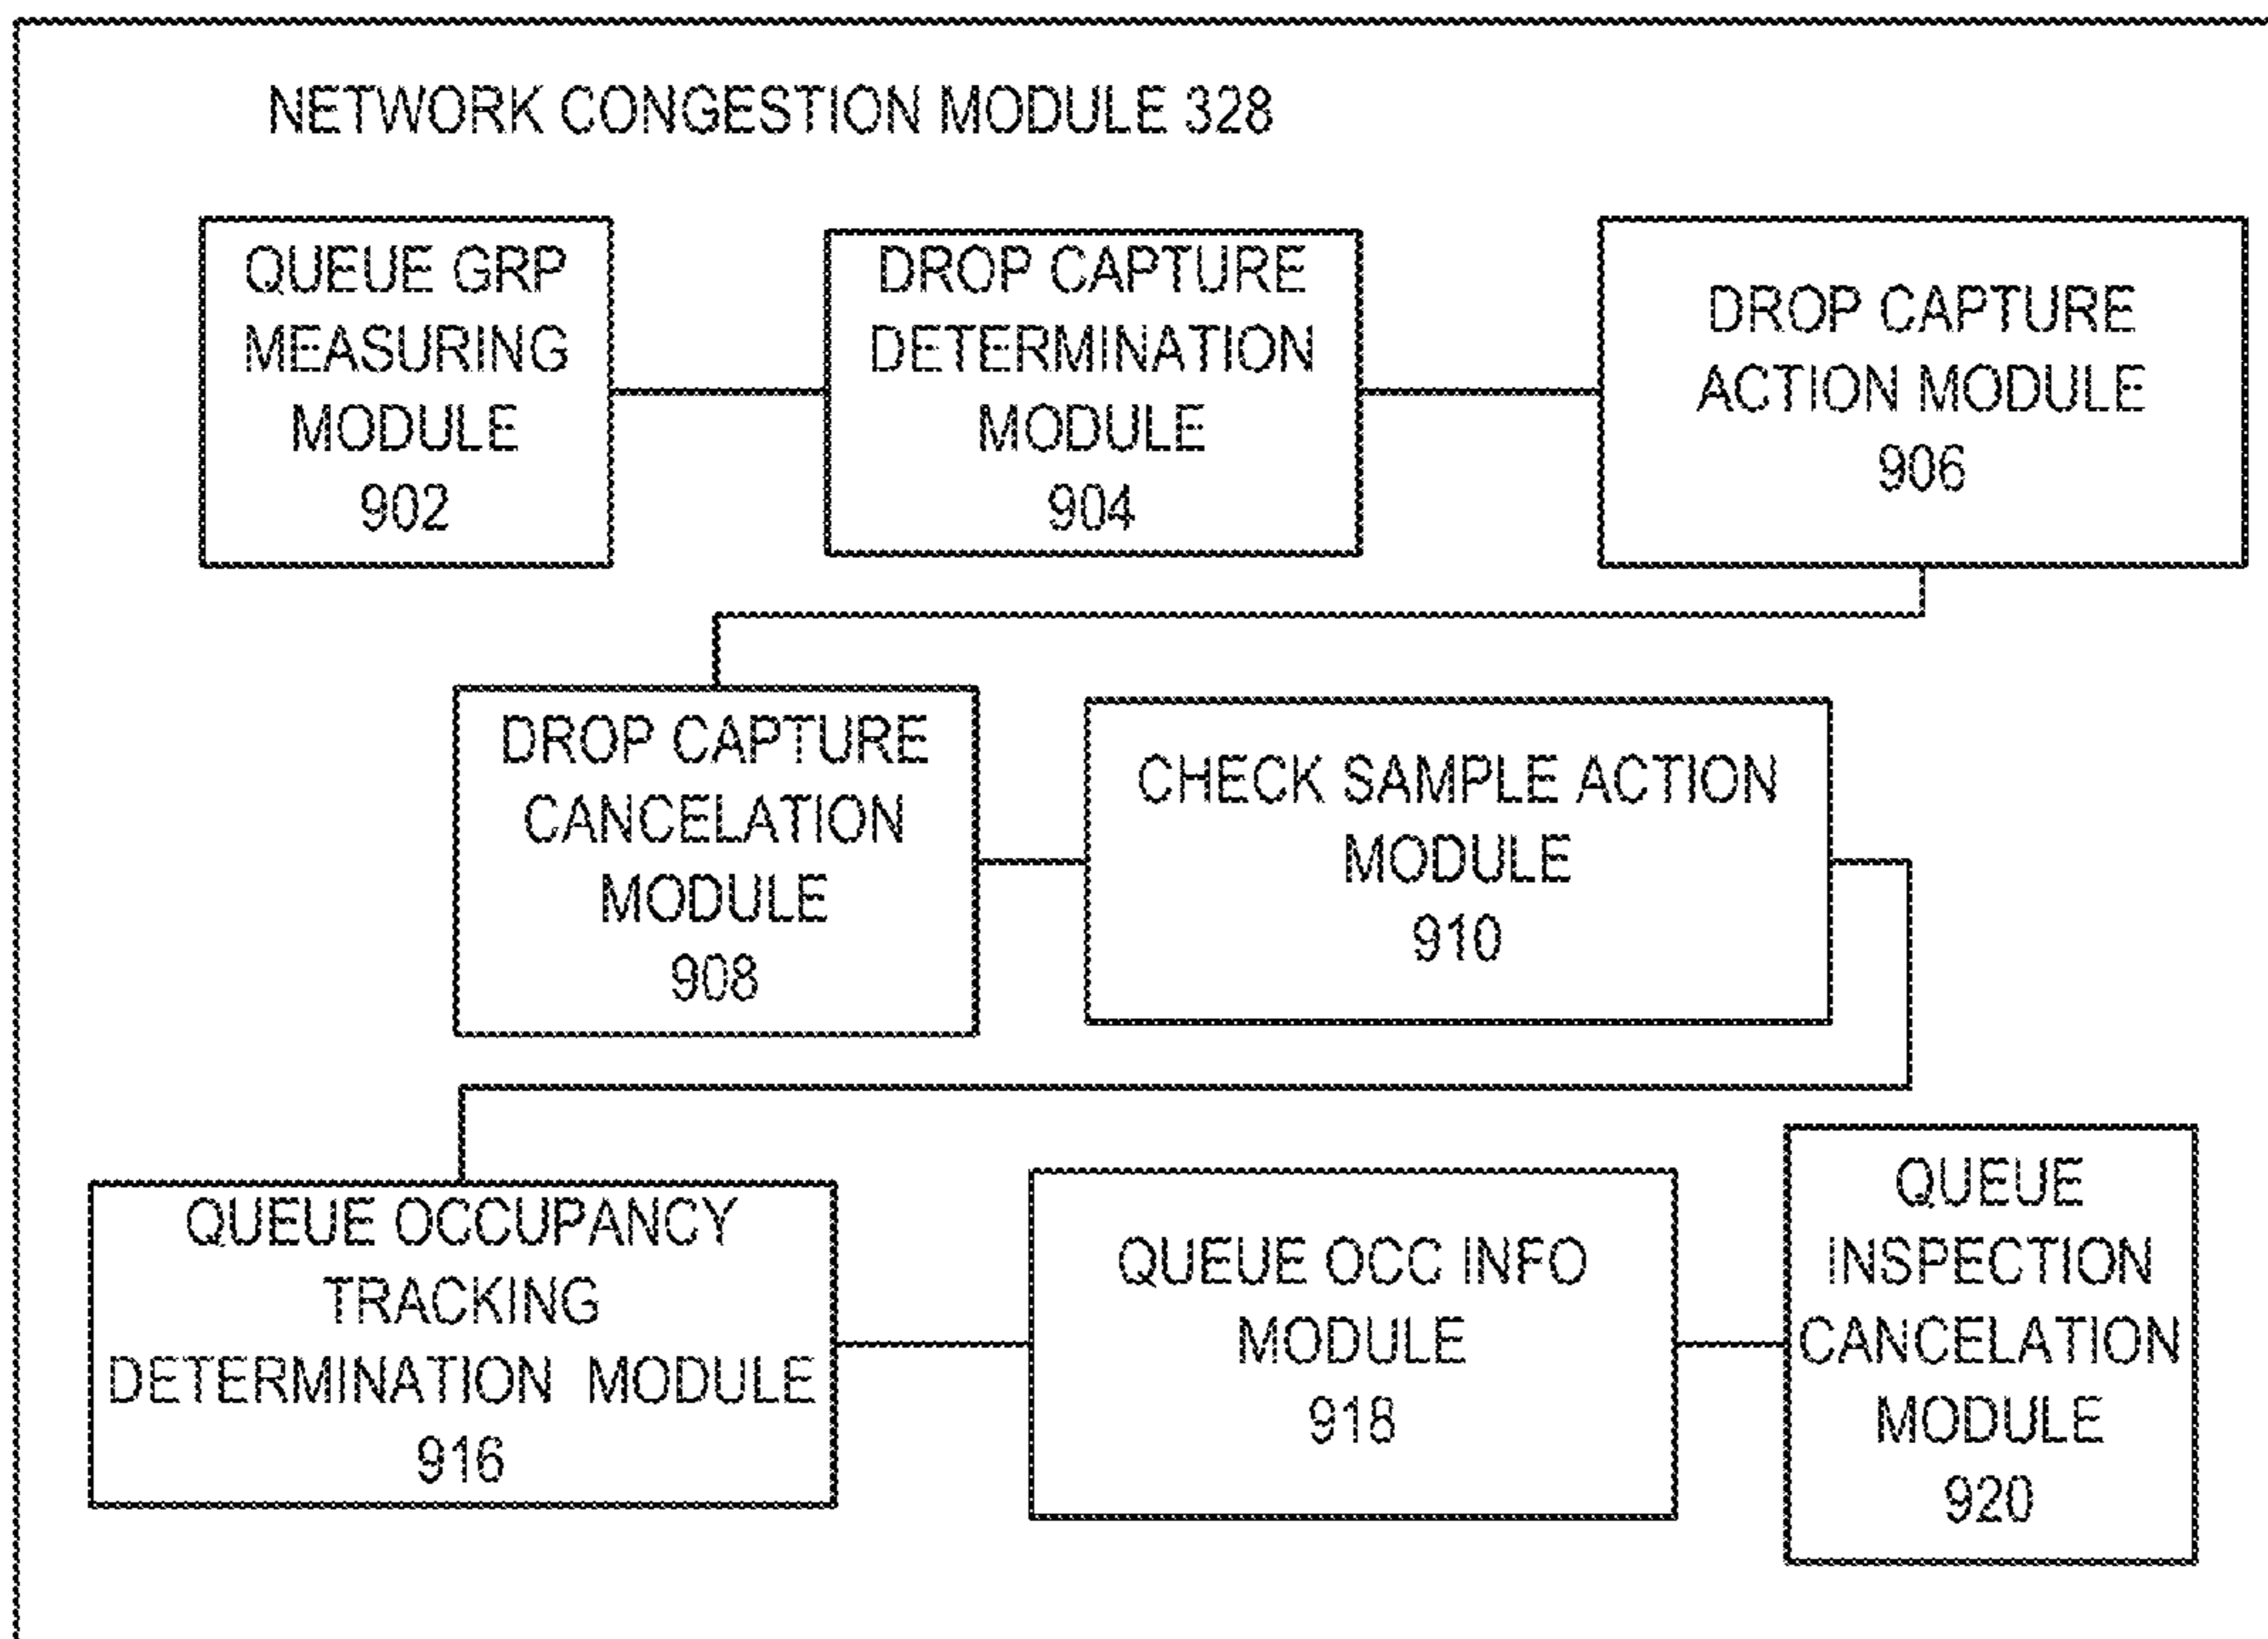 NETWORK CONGESTION MODULE 328
QUEUE GRP
MEASURING
MODULE
902
DROP CAPTURE
DETERMINATION
MODULE
904
DROP CAPTURE
ACTION MODULE
906
DROP CAPTURE
CANCELATION
MODULE
908
CHECK SAMPLE ACTION
MODULE
910
QUEUE OCCUPANCY
TRACKING
DETERMINATION MODULE
916
QUEUE OCC INFO
MODULE
918
QUEUE
INSPECTION
CANCELATION
MODULE
920